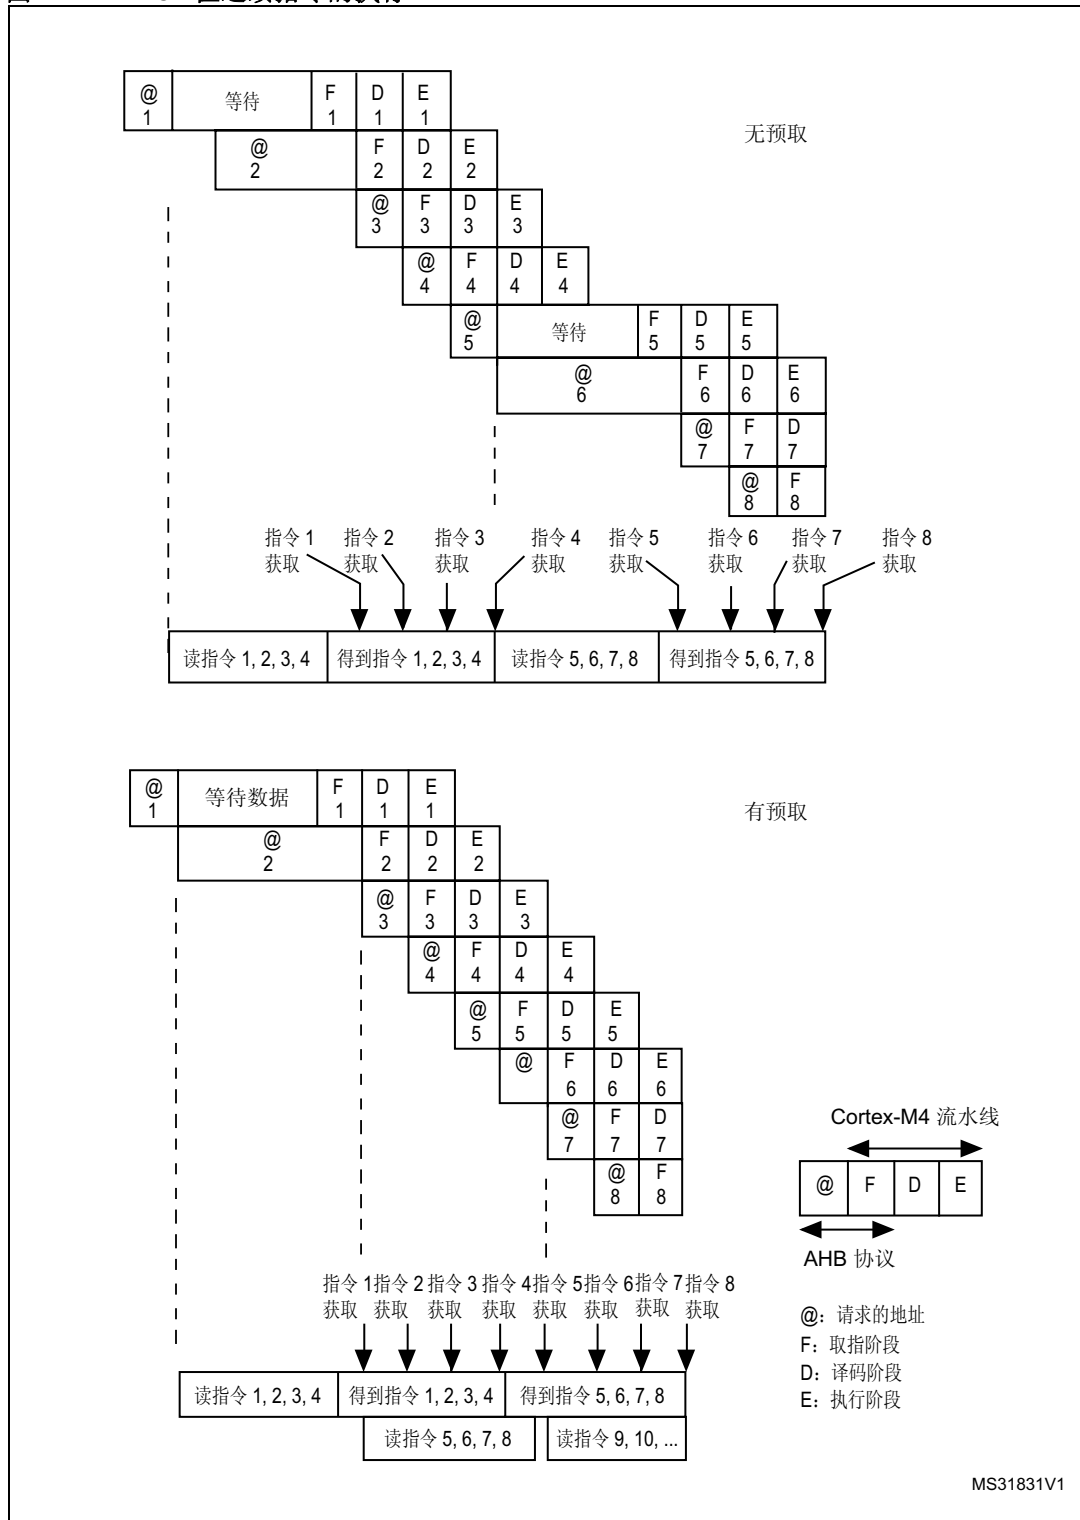 @ 等待 F D E
1 1 1 1
无预取
@ F D E
2 2 2 2
@ F D E
3 3 3 3
@ F D E
4 4 4 4
@ 等待 F D E
5 5 5 5
@ F D E
6 6 6 6
@ F D
7 7 7
@ F
8 8
指令 1 指令 2 指令 3 指令 4 指令 5 指令 6 指令 7 指令 8
获取 获取 获取 获取 获取 获取 获取 获取
读指令 1, 2, 3, 4 得到指令 1, 2, 3, 4 读指令 5, 6, 7, 8 得到指令 5, 6, 7, 8
@ 等待数据 F D E
1 1 1 1
有预取
@ F D E
2 2 2 2
@ F D E
3 3 3 3
@ F D E
4 4 4 4
@ F D E
5 5 5 5
@ F D E
6 6 6
@ F D
7 7 7
@ F
8 8
Cortex-M4 流水线
@ F D E
AHB 协议
指令 1 指令 2 指令 3 指令 4 指令 5 指令 6 指令 7 指令 8
获取 获取 获取 获取 获取 获取 获取 获取
@: 请求的地址
F: 取指阶段
D: 译码阶段
E: 执行阶段
读指令 1, 2, 3, 4 得到指令 1, 2, 3, 4 得到指令 5, 6, 7, 8
读指令 5, 6, 7, 8 读指令 9, 10, ...
MS31831V1